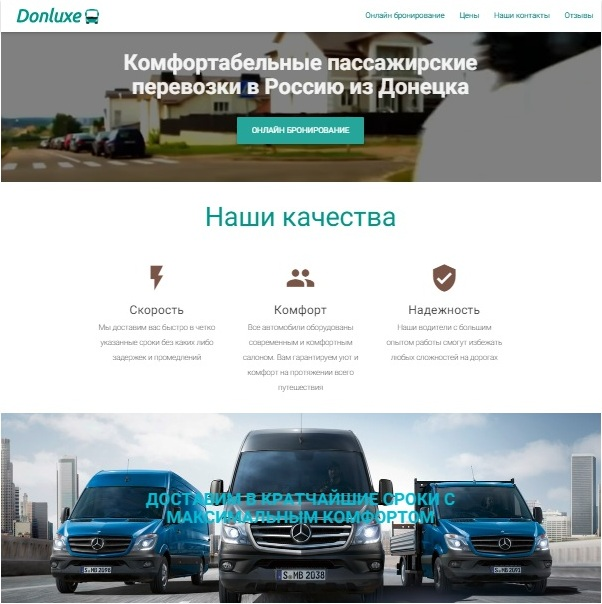 Donluxe
Онлайн бронирование Цены Наши контакты Отзывы
Комфортабельные пассажирские
перевозки в Россию из Донецка
ОНЛАЙН БРОНИРОВАНИЕ
Наши качества
Скорость
Мы доставим вас быстро в четко
указанные сроки без каких либо
задержек и промедлений
Комфорт
Все автомобили оборудованы
современным и комфортным
салоном. Вам гарантируем уют и
комфорт на протяжении всего
путешествия
Надежность
Наши водители с большим
опытом работы смогут избежать
любых сложностей на дорогах
ДОСТАВИМ В КРАТЧАЙШИЕ СРОКИ С
МАКСИМАЛЬНЫМ КОМФОРТОМ
S MB 2098
S MB 2038
S MB 2091